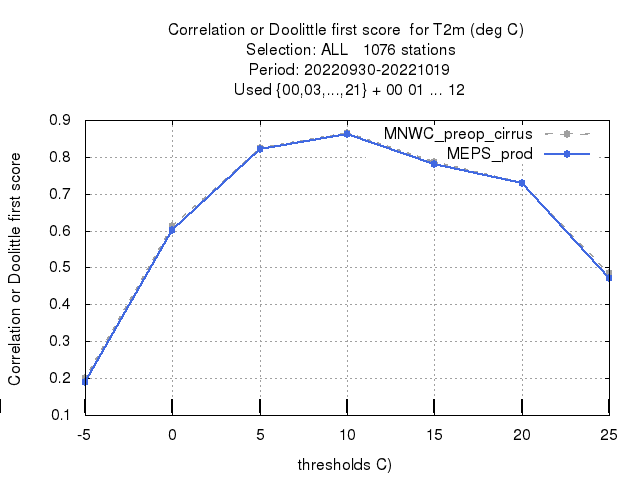 Correlation or Doolittle first score  for T2m (deg C)
Selection: ALL   1076 stations
Period: 20220930-20221019
Used {00,03,...,21} + 00 01 ... 12
Correlation or Doolittle first score
0.9
0.8
0.7
0.6
0.5
0.4
0.3
0.2
0.1
MNWC_preop_cirrus
MEPS_prod
-5 0 5 10 15 20 25
thresholds C)